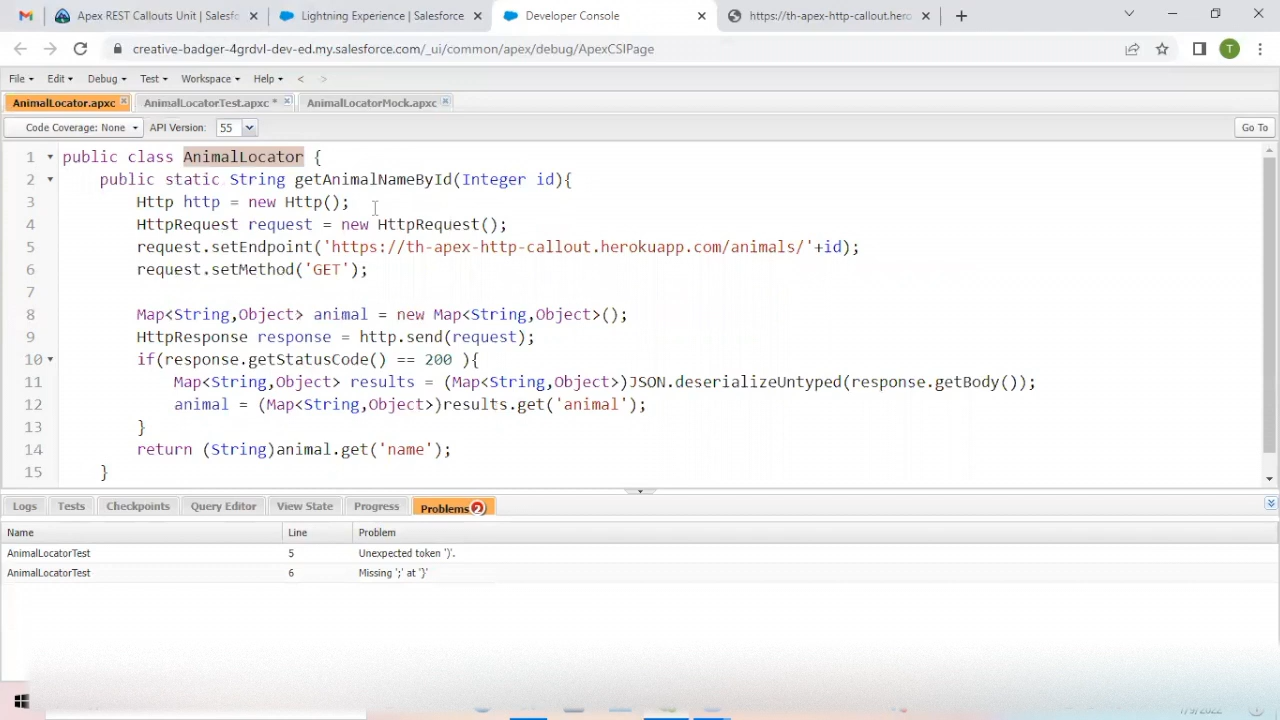 Apex REST Callouts Unit | Salesfo
Lightning Experience | Salesforce
Developer Console
https://th-apex-http-callout.hero
creative-badger-4grdvl-dev-ed.my.salesforce.com/_ui/common/apex/debug/ApexCSIPage
T
File Edit Debug Test Workspace Help < >
AnimalLocator.apxc AnimalLocatorTest.apxc * AnimalLocatorMock.apxc
Code Coverage: None API Version: 55 Go To
1 public class AnimalLocator {
2 public static String getAnimalNameById(Integer id){
3 Http http = new Http();
4 HttpRequest request = new HttpRequest();
5 request.setEndpoint('https://th-apex-http-callout.herokuapp.com/animals/'+id);
6 request.setMethod('GET');
7
8 Map<String,Object> animal = new Map<String,Object>();
9 HttpResponse response = http.send(request);
10 if(response.getStatusCode() == 200 ){
11 Map<String,Object> results = (Map<String,Object>)JSON.deserializeUntyped(response.getBody());
12 animal = (Map<String,Object>)results.get('animal');
13 }
14 return (String)animal.get('name');
15 }
Logs Tests Checkpoints Query Editor View State Progress Problems 2
Name Line Problem
AnimalLocatorTest 5 Unexpected token ')'.
AnimalLocatorTest 6 Missing ';' at '}'